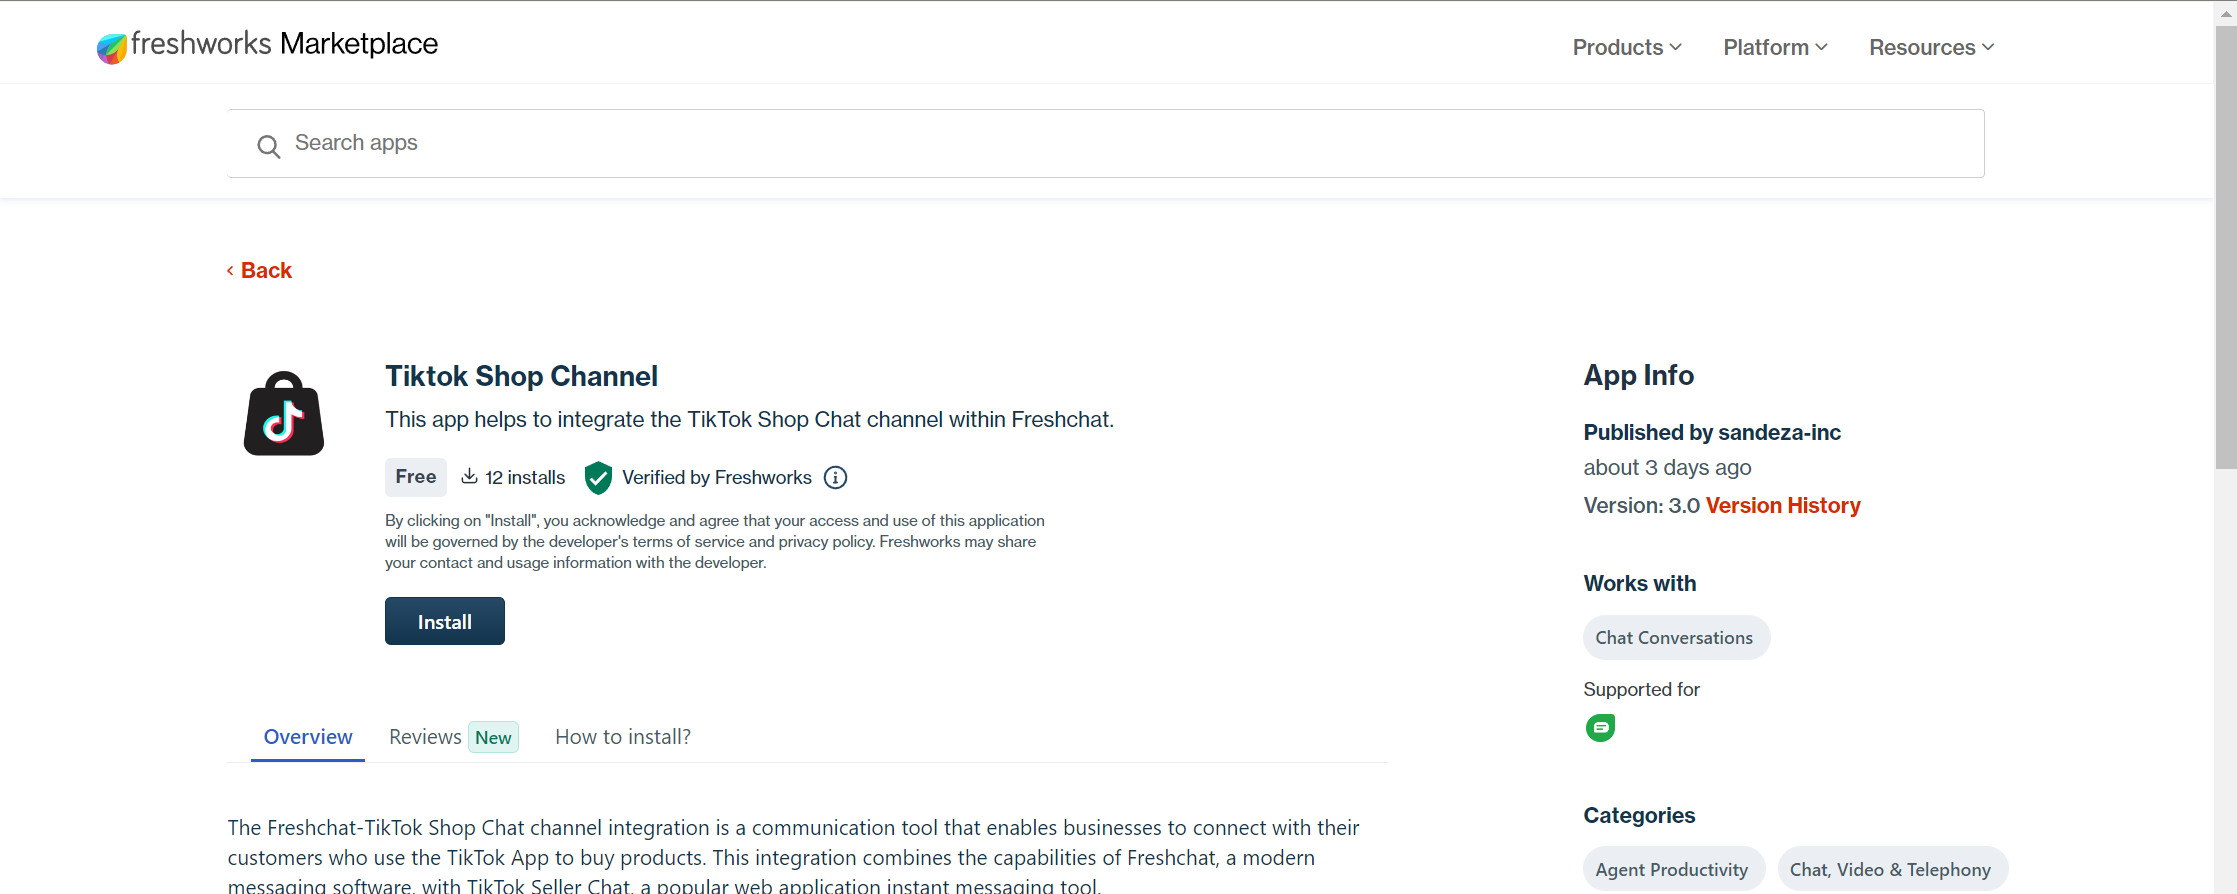 freshworks Marketplace
Products
Platform
Resources
Search apps
Back
Tiktok Shop Channel
This app helps to integrate the TikTok Shop Chat channel within Freshchat.
Free 12 installs Verified by Freshworks
By clicking on "Install", you acknowledge and agree that your access and use of this application
will be governed by the developer's terms of service and privacy policy. Freshworks may share
your contact and usage information with the developer.
Install
Overview Reviews New How to install?
The Freshchat-TikTok Shop Chat channel integration is a communication tool that enables businesses to connect with their
customers who use the TikTok App to buy products. This integration combines the capabilities of Freshchat, a modern
messaging software, with TikTok Seller Chat, a popular web application instant messaging tool.
App Info
Published by sandeza-inc
about 3 days ago
Version: 3.0 Version History
Works with
Chat Conversations
Supported for
Categories
Agent Productivity
Chat, Video & Telephony